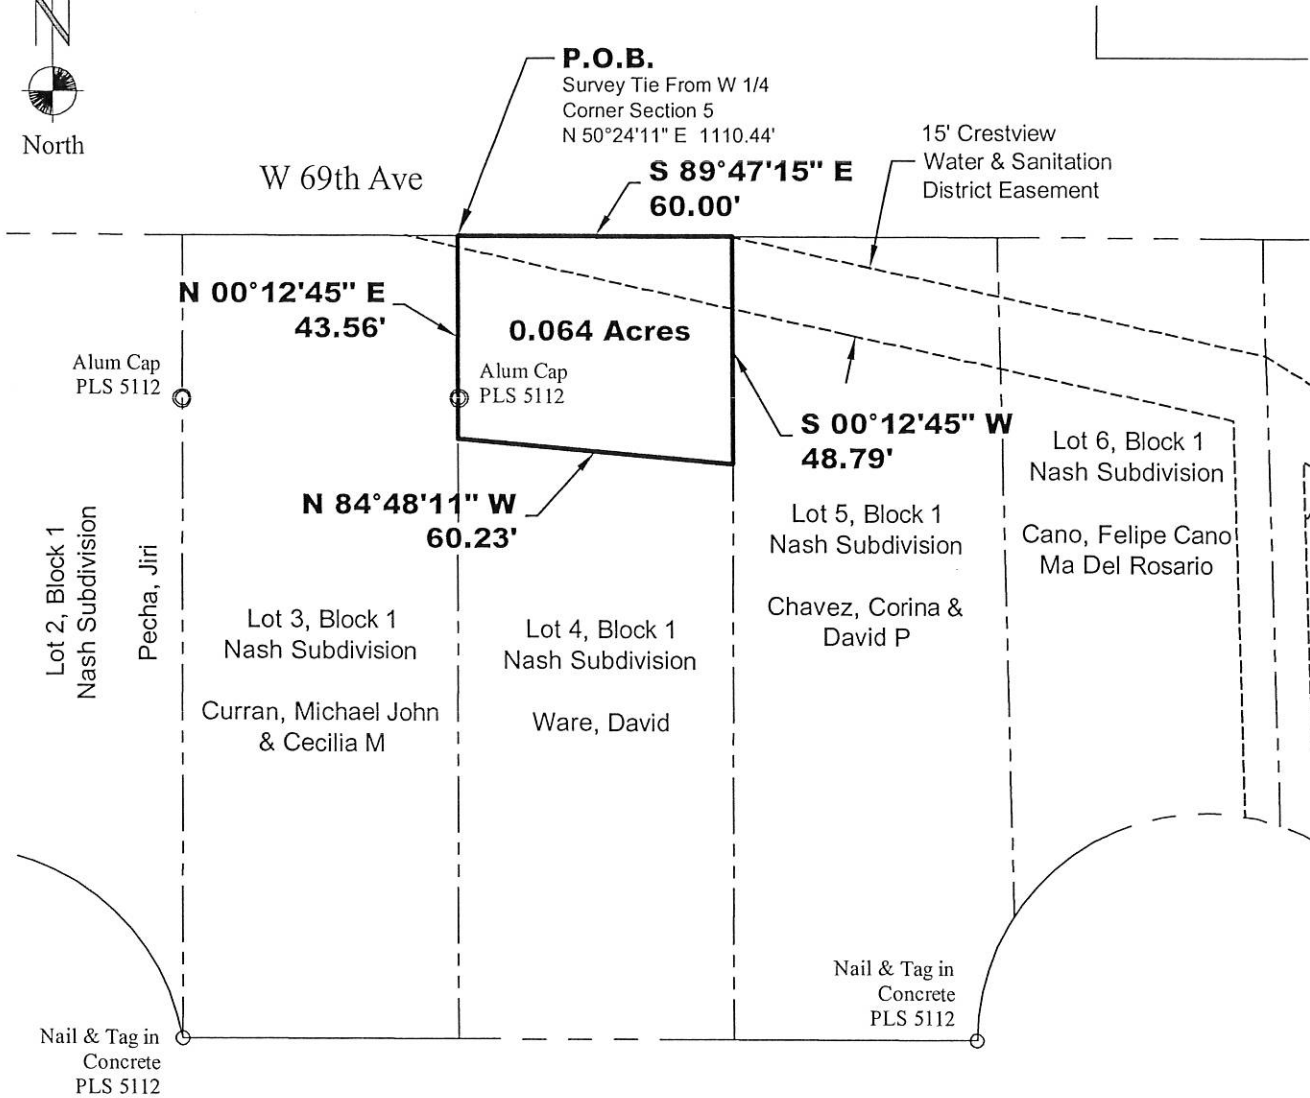 N
North
P.O.B.
Survey Tie From W 1/4
Corner Section 5
N 50°24'11" E 1110.44'
W 69th Ave
S 89°47'15" E
60.00'
15' Crestview
Water & Sanitation
District Easement
N 00°12'45" E
43.56'
0.064 Acres
Alum Cap
PLS 5112
Alum Cap
PLS 5112
S 00°12'45" W
48.79'
N 84°48'11" W
60.23'
Lot 2, Block 1
Nash Subdivision
Pecha, Jiri
Lot 3, Block 1
Nash Subdivision
Curran, Michael John
& Cecilia M
Lot 4, Block 1
Nash Subdivision
Ware, David
Lot 5, Block 1
Nash Subdivision
Chavez, Corina &
David P
Lot 6, Block 1
Nash Subdivision
Cano, Felipe Cano
Ma Del Rosario
Nail & Tag in
Concrete
PLS 5112
Nail & Tag in
Concrete
PLS 5112